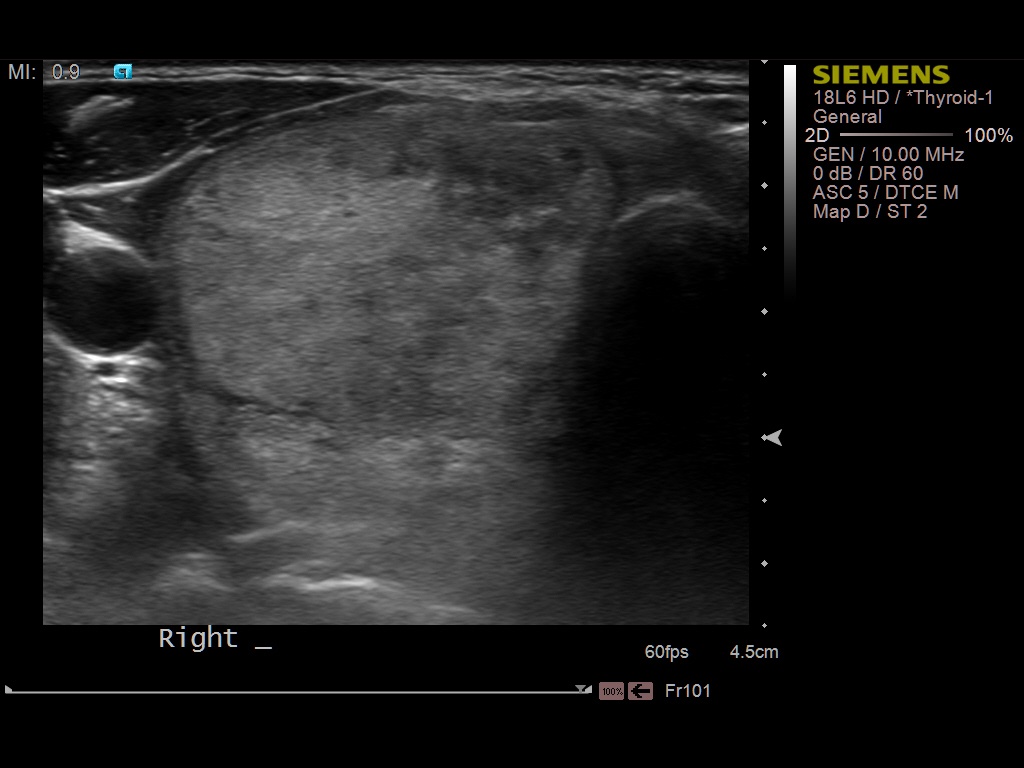 MI: 0.9
SIEMENS
18L6 HD / *Thyroid-1
General
2D 100%
GEN / 10.00 MHz
0 dB / DR 60
ASC 5 / DTCE M
Map D / ST 2
Right _
60fps 4.5cm
100% Fr101